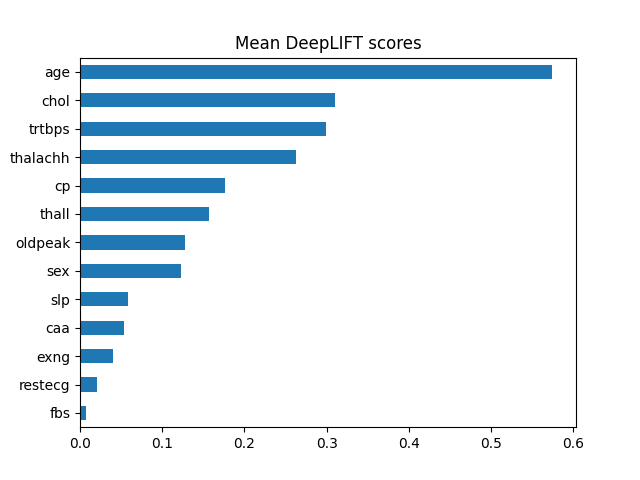 Mean DeepLIFT scores
age
chol
trtbps
thalachh
cp
thall
oldpeak
sex
slp
caa
exng
restecg
fbs
0.0 0.1 0.2 0.3 0.4 0.5 0.6